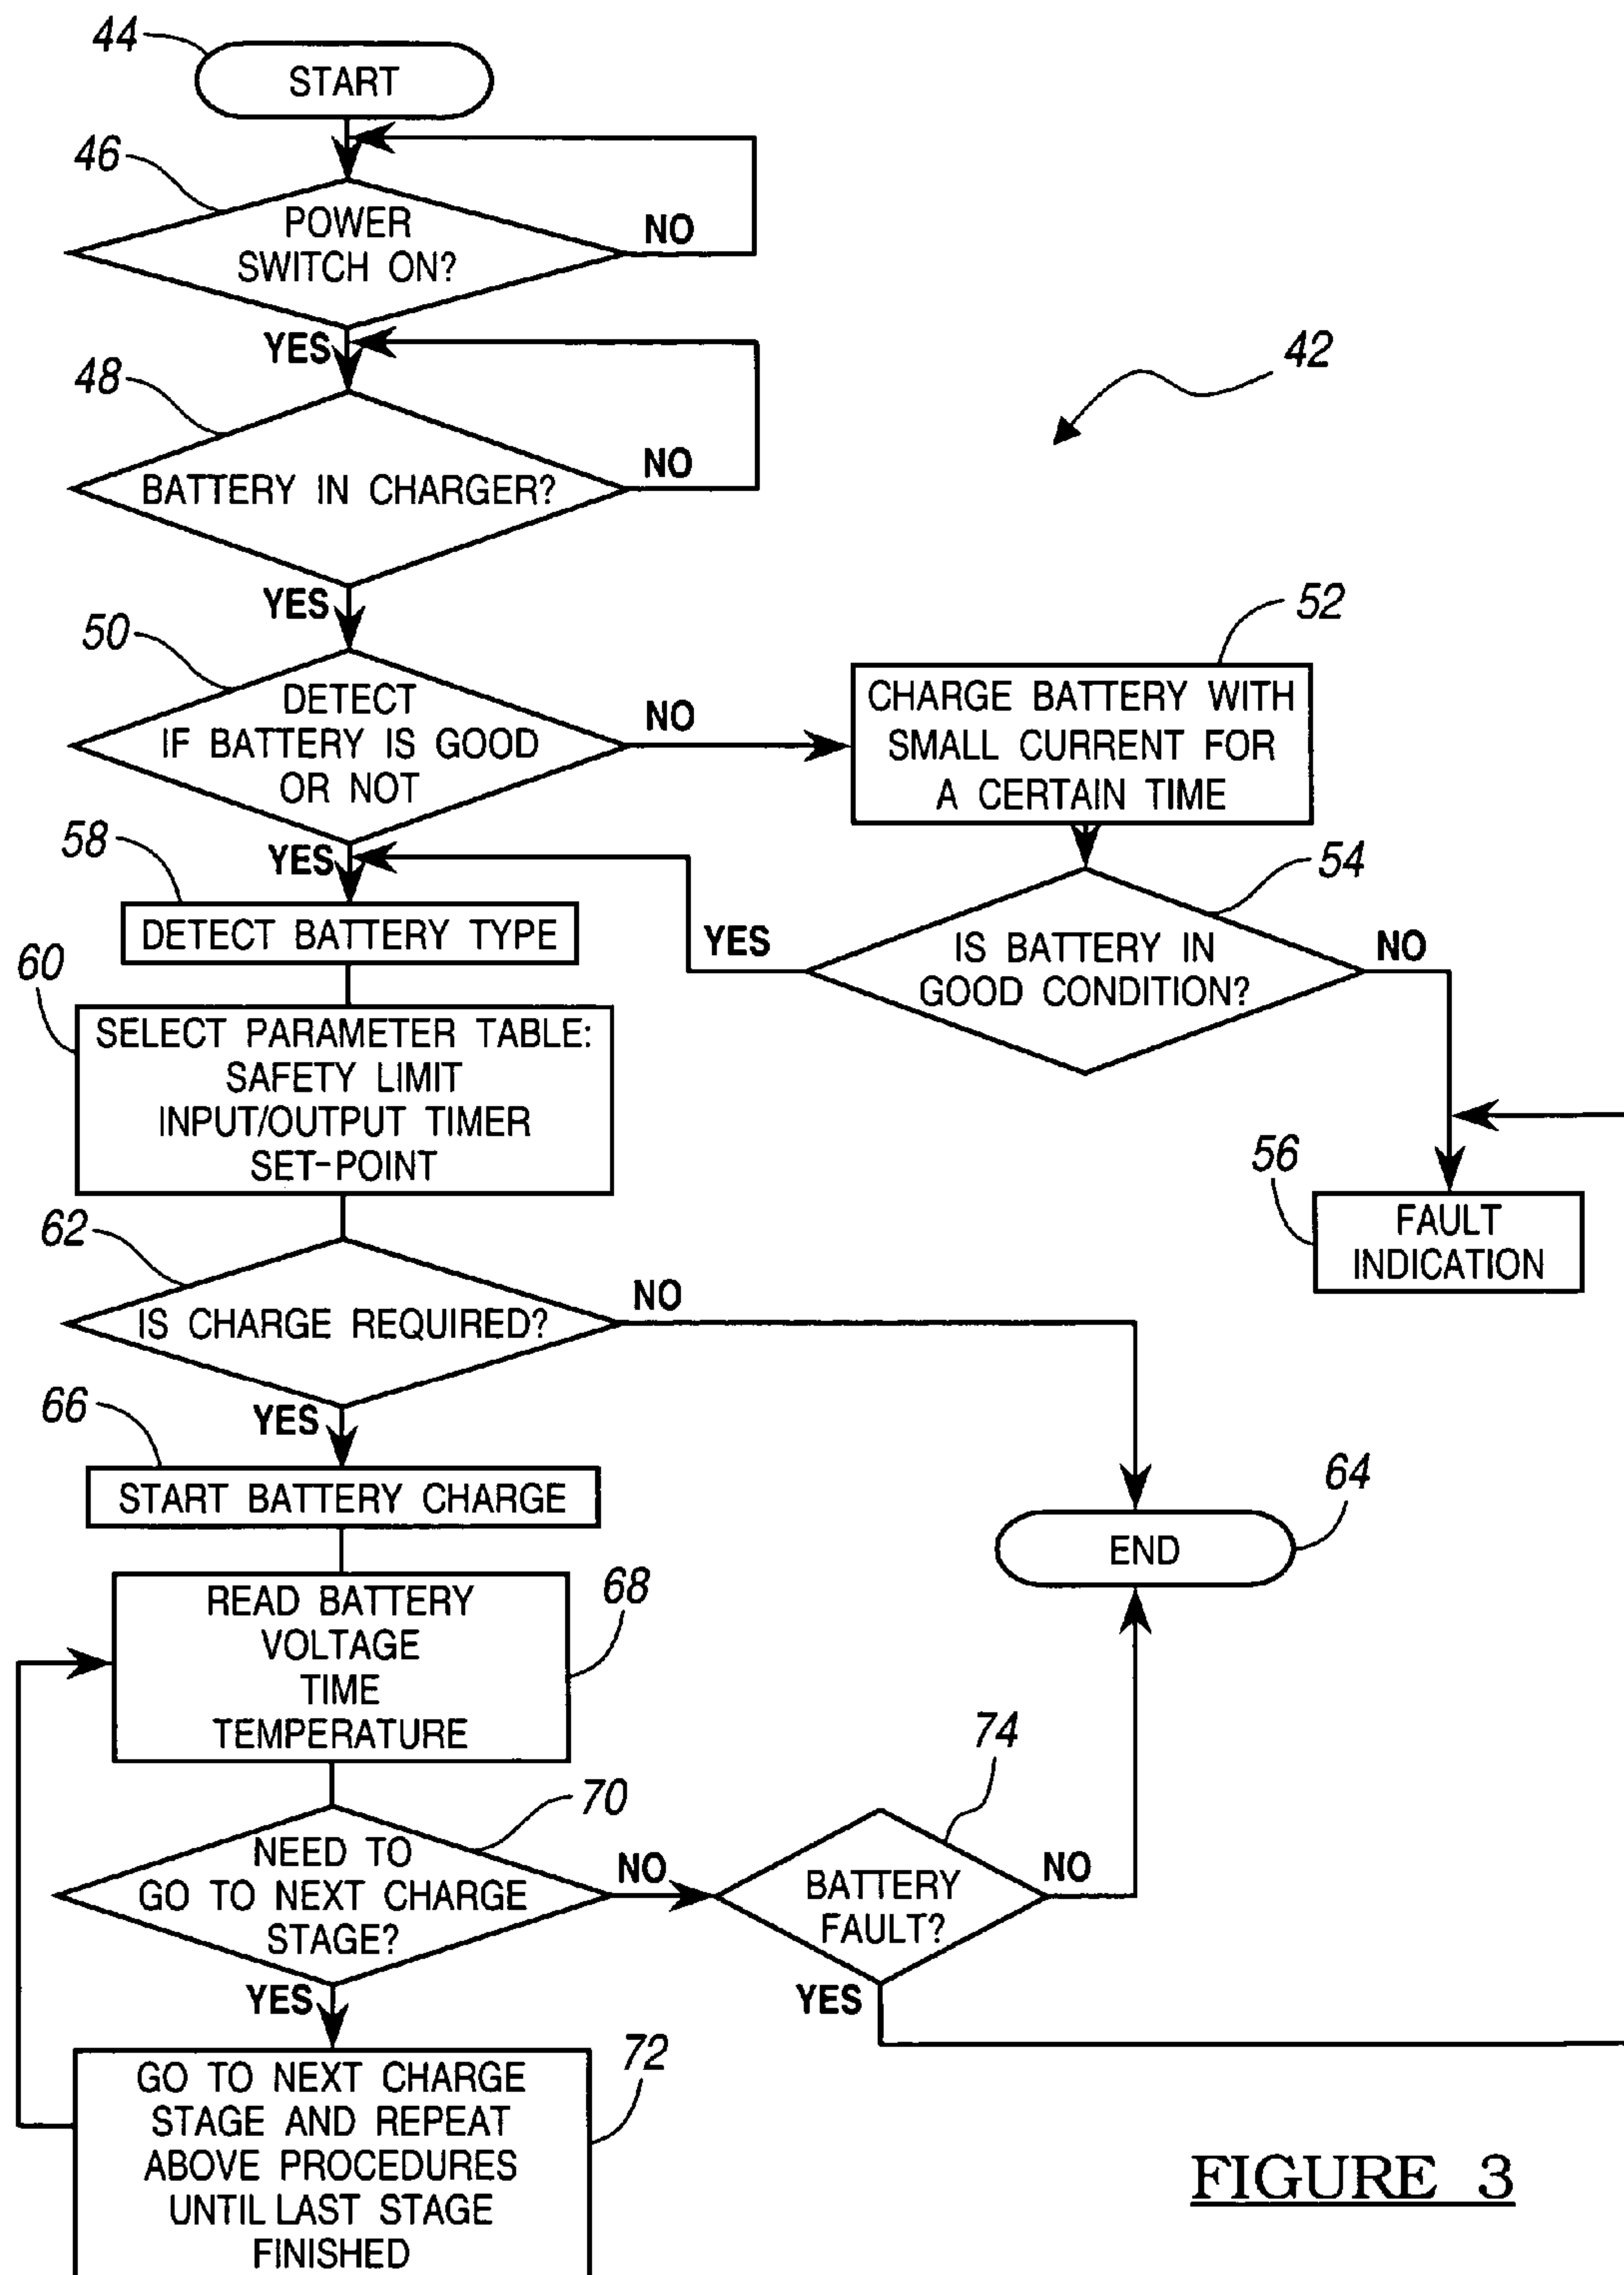 44
START
46
POWER
SWITCH ON?
NO
YES
42
48
BATTERY IN CHARGER?
NO
YES
50
DETECT
IF BATTERY IS GOOD
OR NOT
NO
52
CHARGE BATTERY WITH
SMALL CURRENT FOR
A CERTAIN TIME
YES
58
DETECT BATTERY TYPE
54
IS BATTERY IN
GOOD CONDITION?
YES
NO
60
SELECT PARAMETER TABLE:
SAFETY LIMIT
INPUT/OUTPUT TIMER
SET-POINT
56
FAULT
INDICATION
62
IS CHARGE REQUIRED?
NO
YES
66
START BATTERY CHARGE
64
END
68
READ BATTERY
VOLTAGE
TIME
TEMPERATURE
70
NEED TO
GO TO NEXT CHARGE
STAGE?
NO
74
BATTERY
FAULT?
NO
YES
YES
72
GO TO NEXT CHARGE
STAGE AND REPEAT
ABOVE PROCEDURES
UNTIL LAST STAGE
FINISHED
FIGURE 3